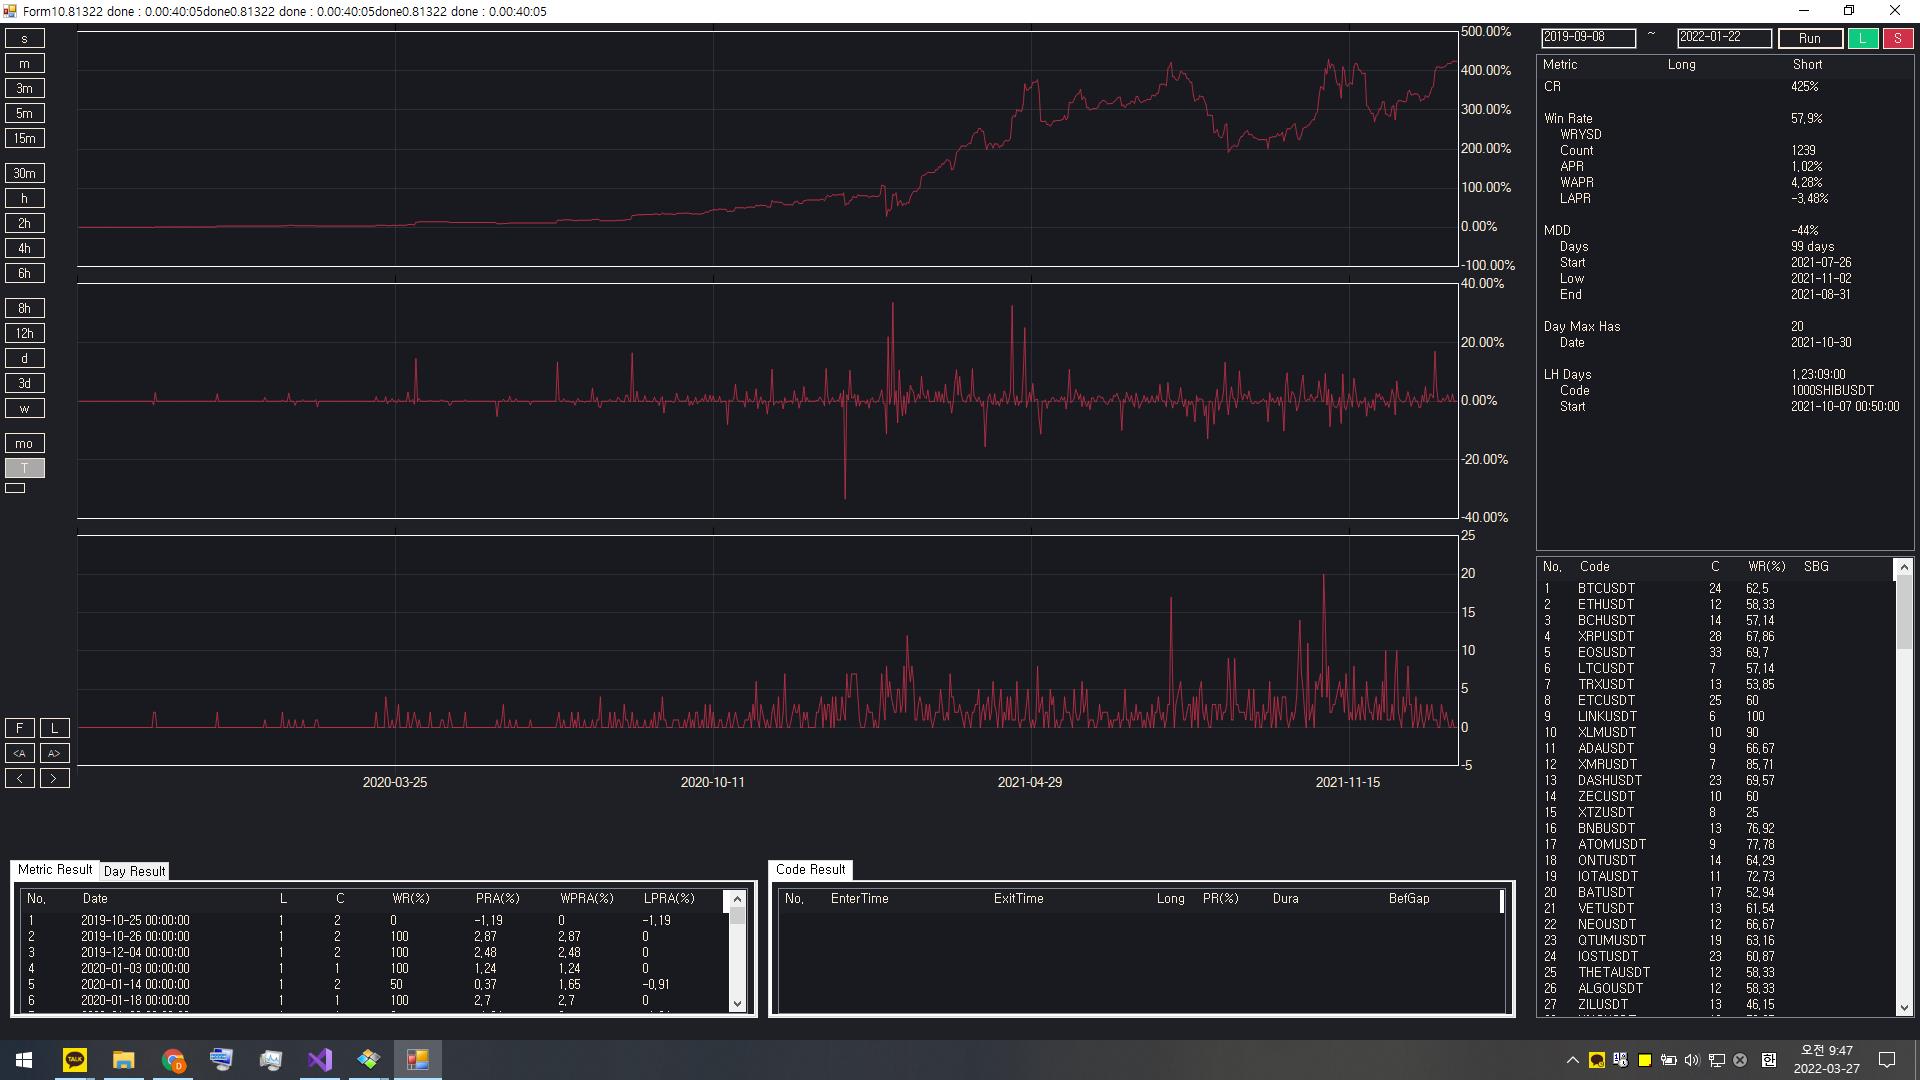 Form10.81322 done : 0.00:40:05done0.81322 done : 0.00:40:05done0.81322 done : 0.00:40:05
s
m
3m
5m
15m
30m
h
2h
4h
6h
8h
12h
d
3d
w
mo
T
F L
<A A>
< >
500.00%
400.00%
300.00%
200.00%
100.00%
0.00%
-100.00%
40.00%
20.00%
0.00%
-20.00%
-40.00%
25
20
15
10
5
0
-5
2020-03-25 2020-10-11 2021-04-29 2021-11-15
2019-09-08 ~ 2022-01-22 Run L S
Metric Long Short
CR 425%
Win Rate 57,9%
WRYSD
Count 1239
APR 1,02%
WAPR 4,28%
LAPR -3,48%
MDD -44%
Days 99 days
Start 2021-07-26
Low 2021-11-02
End 2021-08-31
Day Max Has 20
Date 2021-10-30
LH Days 1,23:09:00
Code 1000SHIBUSDT
Start 2021-10-07 00:50:00
No, Code C WR(%) SBG
1 BTCUSDT 24 62,5
2 ETHUSDT 12 58,33
3 BCHUSDT 14 57,14
4 XRPUSDT 28 67,86
5 EOSUSDT 33 69,7
6 LTCUSDT 7 57,14
7 TRXUSDT 13 53,85
8 ETCUSDT 25 60
9 LINKUSDT 6 100
10 XLMUSDT 10 90
11 ADAUSDT 9 66,67
12 XMRUSDT 7 85,71
13 DASHUSDT 23 69,57
14 ZECUSDT 10 60
15 XTZUSDT 8 25
16 BNBUSDT 13 76,92
17 ATOMUSDT 9 77,78
18 ONTUSDT 14 64,29
19 IOTAUSDT 11 72,73
20 BATUSDT 17 52,94
21 VETUSDT 13 61,54
22 NEOUSDT 12 66,67
23 QTUMUSDT 19 63,16
24 IOSTUSDT 23 60,87
25 THETAUSDT 12 58,33
26 ALGOUSDT 12 58,33
27 ZILUSDT 13 46,15
Metric Result Day Result
No, Date L C WR(%) PRA(%) WPRA(%) LPRA(%)
1 2019-10-25 00:00:00 1 2 0 -1,19 0 -1,19
2 2019-10-26 00:00:00 1 2 100 2,87 2,87 0
3 2019-12-04 00:00:00 1 2 100 2,48 2,48 0
4 2020-01-03 00:00:00 1 1 100 1,24 1,24 0
5 2020-01-14 00:00:00 1 2 50 0,37 1,65 -0,91
6 2020-01-18 00:00:00 1 1 100 2,7 2,7 0
Code Result
No, EnterTime ExitTime Long PR(%) Dura BefGap
TALK
오전 9:47
2022-03-27